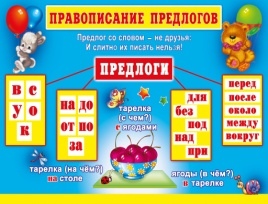 ПРАВОПИСАНИЕ ПРЕДЛОГОВ
Предлог со словом – не друзья:
И слитно их писать нельзя!
ПРЕДЛОГИ
в с
у о
к
на до
от по
за
тарелка
(с чем?)
с ягодами
для
без под
над
при
перед
после
около
между
вокруг
тарелка (на чём?)
на столе
ягоды (в чём?)
в тарелке